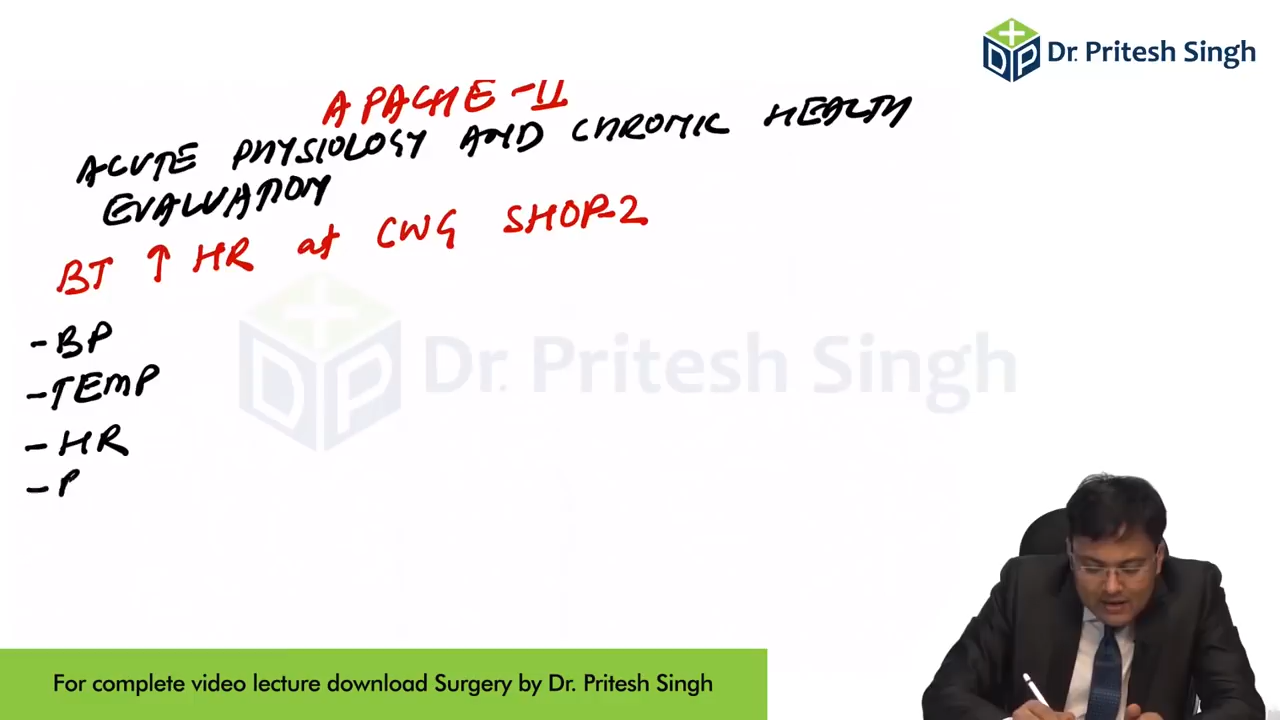 Dr. Pritesh Singh
APACHE-II
ACUTE PHYSIOLOGY AND CHRONIC HEALTH
EVALUATION
BT ↑ HR at CWG SHOP-2
-BP
-TEMP
-HR
-P
DP Dr. Pritesh Singh
For complete video lecture download Surgery by Dr. Pritesh Singh